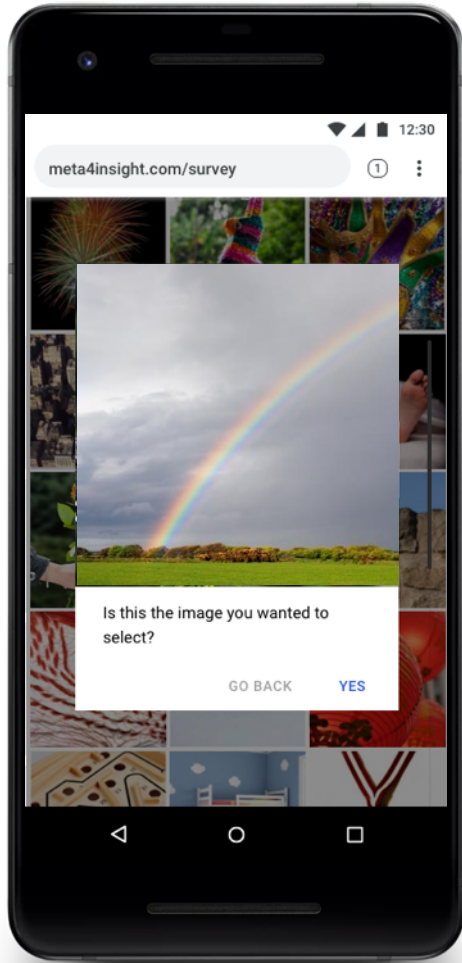 12:30
meta4insight.com/survey
1
Is this the image you wanted to
select?
GO BACK
YES